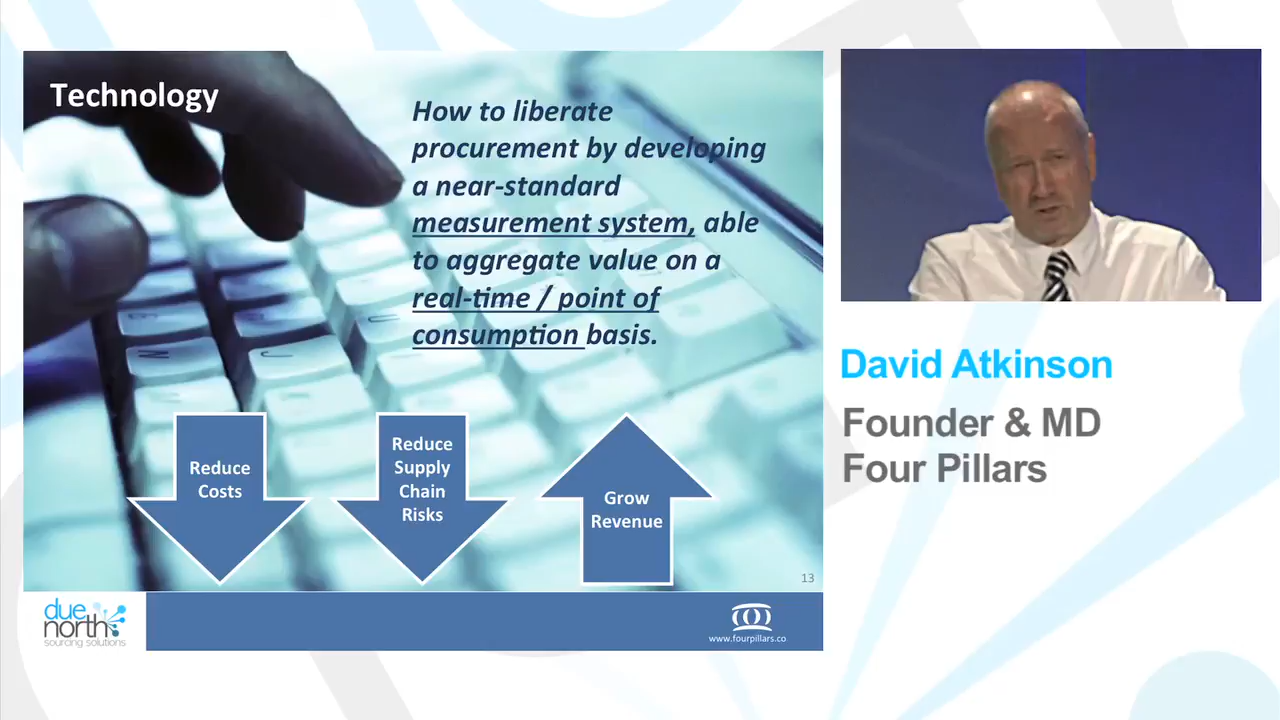 Technology
How to liberate
procurement by developing
a near-standard
measurement system, able
to aggregate value on a
real-time / point of
consumption basis.
Reduce
Costs
Reduce
Supply
Chain
Risks
Grow
Revenue
13
due
north
sourcing solutions
www.fourpillars.co
David Atkinson
Founder & MD
Four Pillars